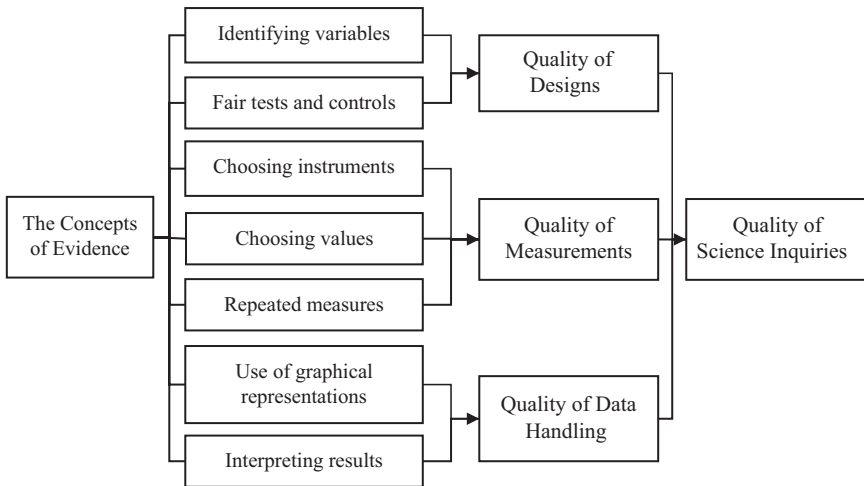 The Concepts
of Evidence
Identifying variables
Fair tests and controls
Choosing instruments
Choosing values
Repeated measures
Use of graphical
representations
Interpreting results
Quality of
Designs
Quality of
Measurements
Quality of Data
Handling
Quality of
Science Inquiries